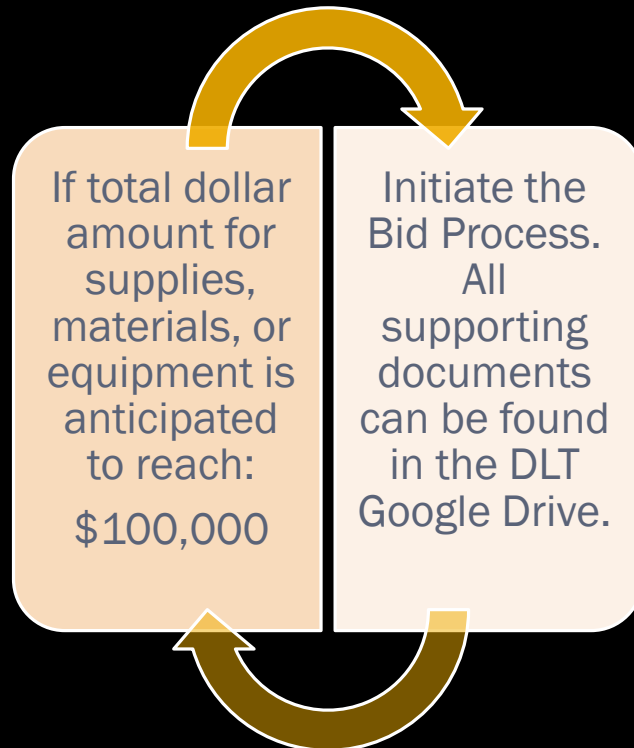 If total dollar
amount for
supplies,
materials, or
equipment is
anticipated
to reach:
$100,000
Initiate the
Bid Process.
All
supporting
documents
can be found
in the DLT
Google Drive.